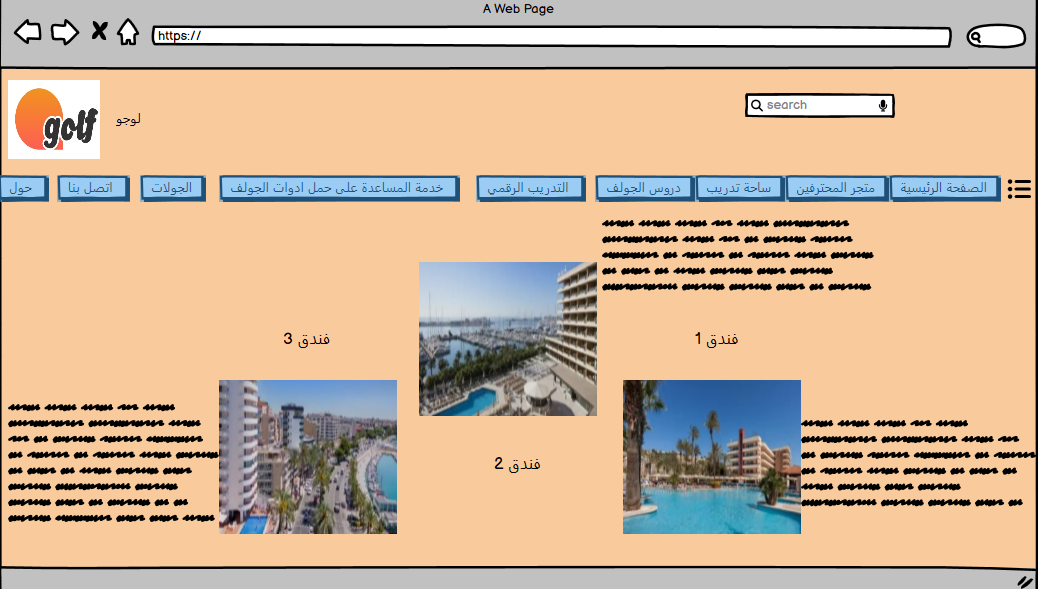 A Web Page
https://
search
golf
لوجو
الصفحة الرئيسية
متجر المحترفين
ساحة تدريب
دروس الجولف
التدريب الرقمي
خدمة المساعدة على حمل ادوات الجولف
الجولات
اتصل بنا
حول
فندق 1
فندق 3
فندق 2